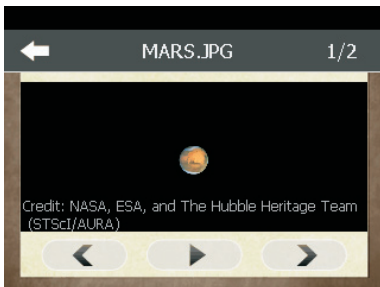 MARS.JPG 1/2
Credit: NASA, ESA, and The Hubble Heritage Team
(STScI/AURA)